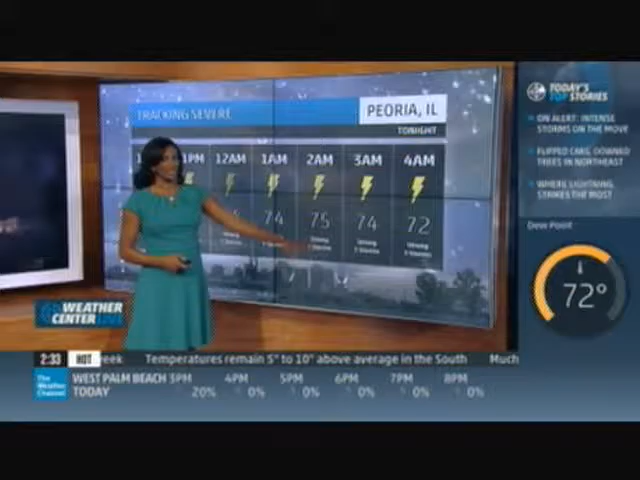 TRACKING SEVERE
PEORIA, IL
TONIGHT
1PM 12AM 1AM 2AM 3AM 4AM
74 75 74 72
Strong
T-Storms
TODAY'S
TOP STORIES
ON ALERT: INTENSE
STORMS ON THE MOVE
FLIPPED CARS, DOWNED
TREES IN NORTHEAST
WHERE LIGHTNING
STRIKES THE MOST
Dew Point
72°
WEATHER
CENTER LIVE
2:33 HOT eek Temperatures remain 5° to 10° above average in the South Much
The
Weather
Channel
WEST PALM BEACH 3PM 4PM 5PM 6PM 7PM 8PM
TODAY 20% 0% 0% 0% 0% 0%